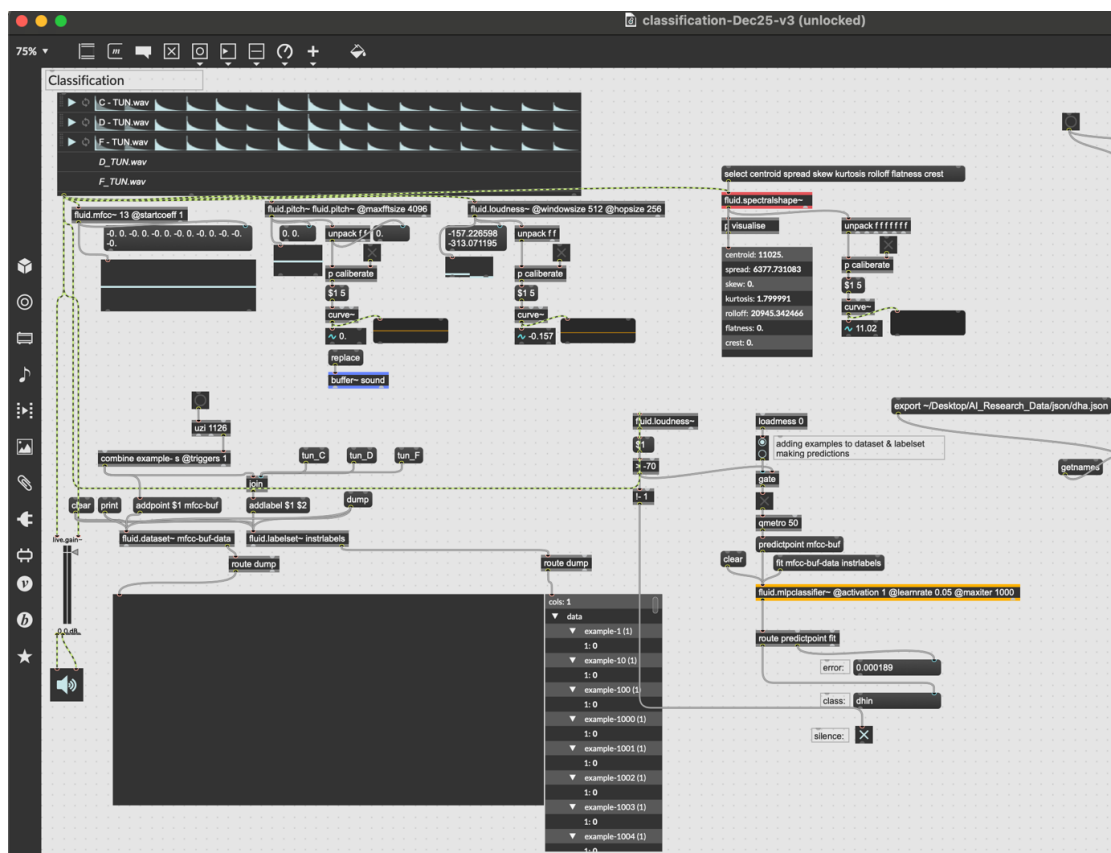 classification-Dec25-v3 (unlocked)
75%
Classification
C - TUN.wav
D - TUN.wav
F - TUN.wav
D_TUN.wav
F_TUN.wav
select centroid spread skew kurtosis rolloff flatness crest
fluid.mfcc~ 13 @startcoeff 1
fluid.pitch~ fluid.pitch~ @maxfftsize 4096
fluid.loudness~ @windowsize 512 @hopsize 256
fluid.spectralshape~
-0. 0. -0. -0. -0. -0. -0. -0. -0. -0. -0.
-0.
0. 0.
unpack f f
0.
-157.226598
-313.071195
unpack f f
p visualise
unpack f f f f f f f
p caliberate
$1 5
curve~
0.
replace
buffer~ sound
p caliberate
$1 5
curve~
-0.157
centroid: 11025.
spread: 6377.731083
skew: 0.
kurtosis: 1.799991
rolloff: 20945.342466
flatness: 0.
crest: 0.
p caliberate
$1 5
curve~
11.02
export ~/Desktop/AI_Research_Data/json/dha.json
getnames
uzi 1126
combine example- s @triggers 1
tun_C
tun_D
tun_F
join
clear
print
addpoint $1 mfcc-buf
addlabel $1 $2
dump
fluid.dataset~ mfcc-buf-data
fluid.labelset~ instrlabels
route dump
route dump
live.gain~
fluid.loudness~
$1
> -70
!- 1
loadmess 0
adding examples to dataset & labelset
making predictions
gate
qmetro 50
predictpoint mfcc-buf
clear
fit mfcc-buf-data instrlabels
fluid.mlpclassifier~ @activation 1 @learnrate 0.05 @maxiter 1000
route predictpoint fit
error:
0.000189
class:
dhin
silence:
cols: 1
data
example-1 (1)
1: 0
example-10 (1)
1: 0
example-100 (1)
1: 0
example-1000 (1)
1: 0
example-1001 (1)
1: 0
example-1002 (1)
1: 0
example-1003 (1)
1: 0
example-1004 (1)
1: 0